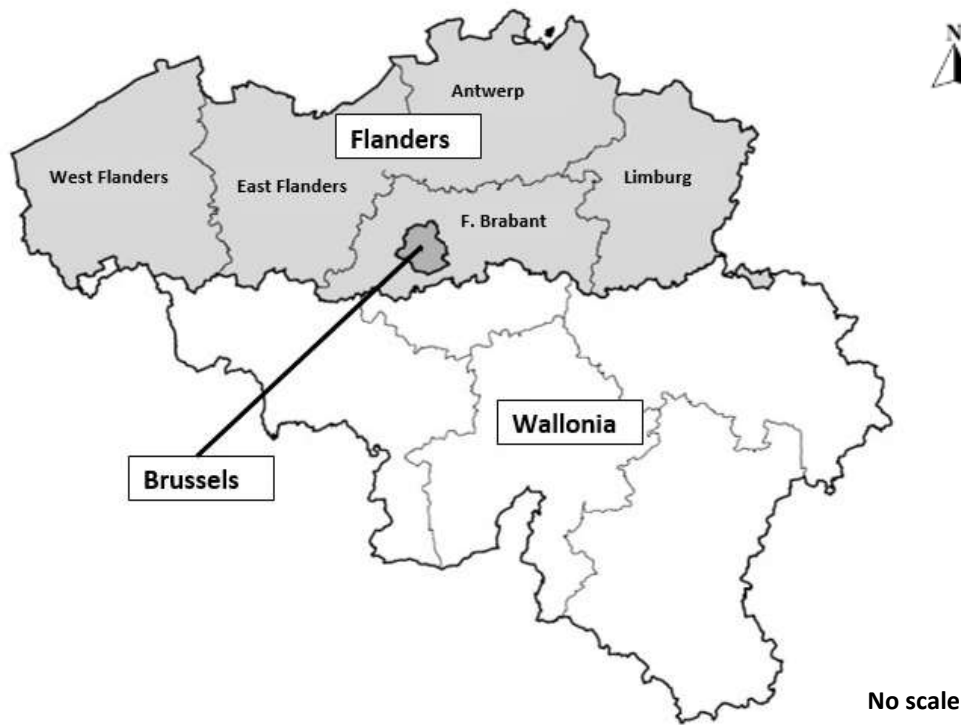 N
Antwerp
Flanders
West Flanders
East Flanders
Limburg
F. Brabant
Wallonia
Brussels
No scale